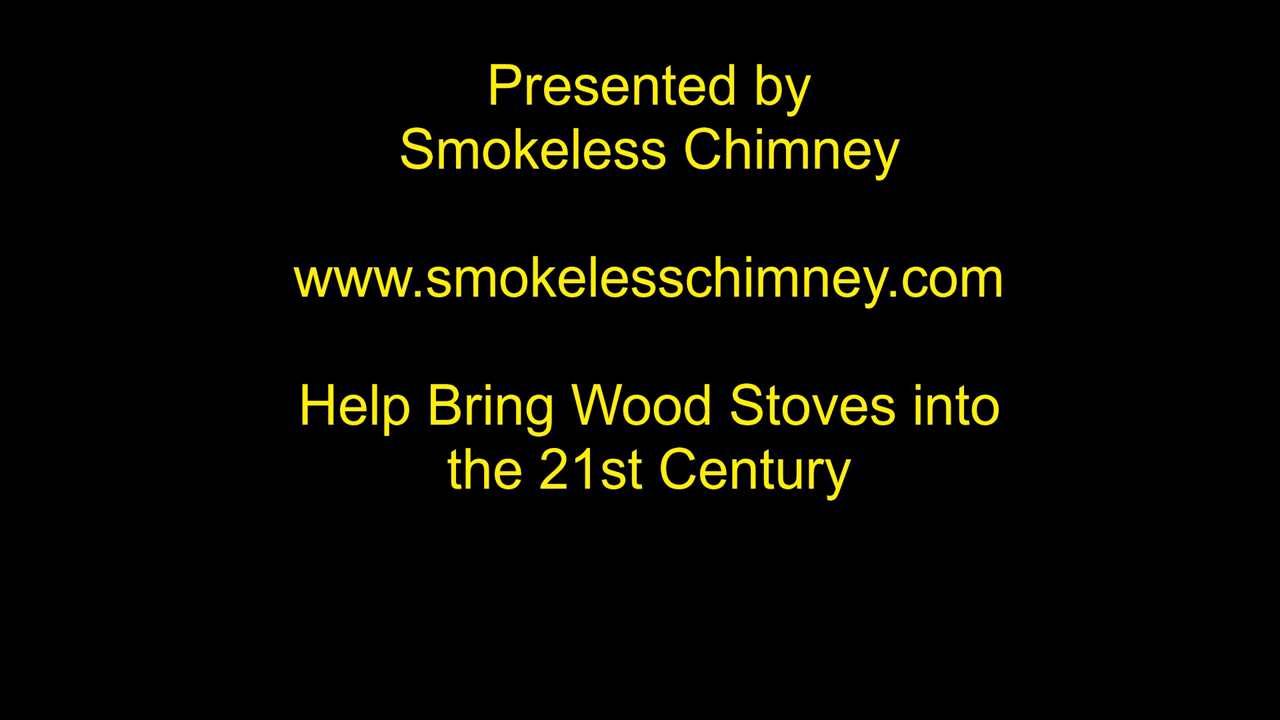 Presented by
Smokeless Chimney
www.smokelesschimney.com
Help Bring Wood Stoves into
the 21st Century